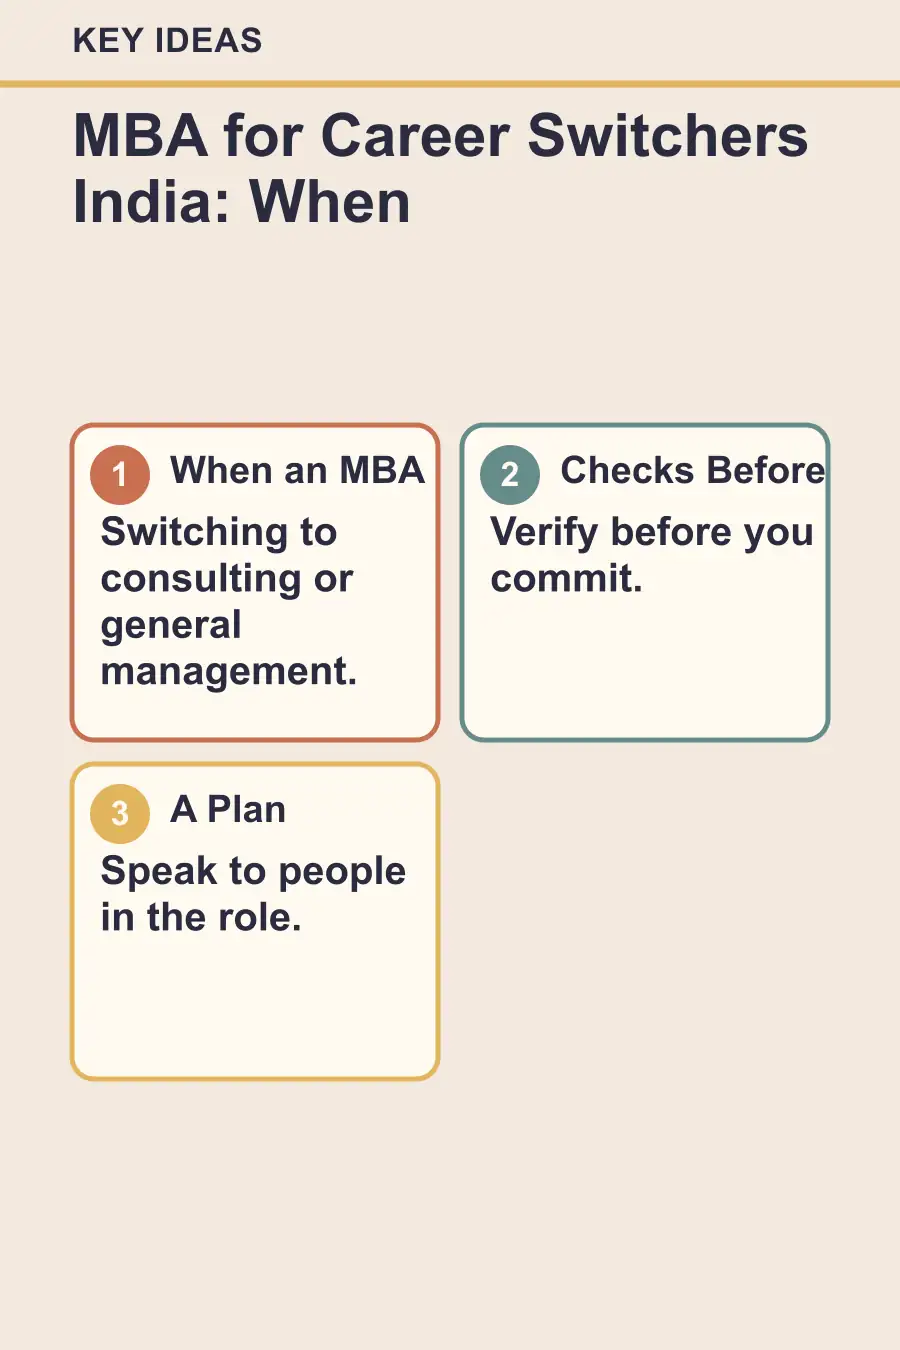 KEY IDEAS
MBA for Career Switchers
India: When
1 When an MBA
Switching to
consulting or
general
management.
2 Checks Before
Verify before you
commit.
3 A Plan
Speak to people
in the role.